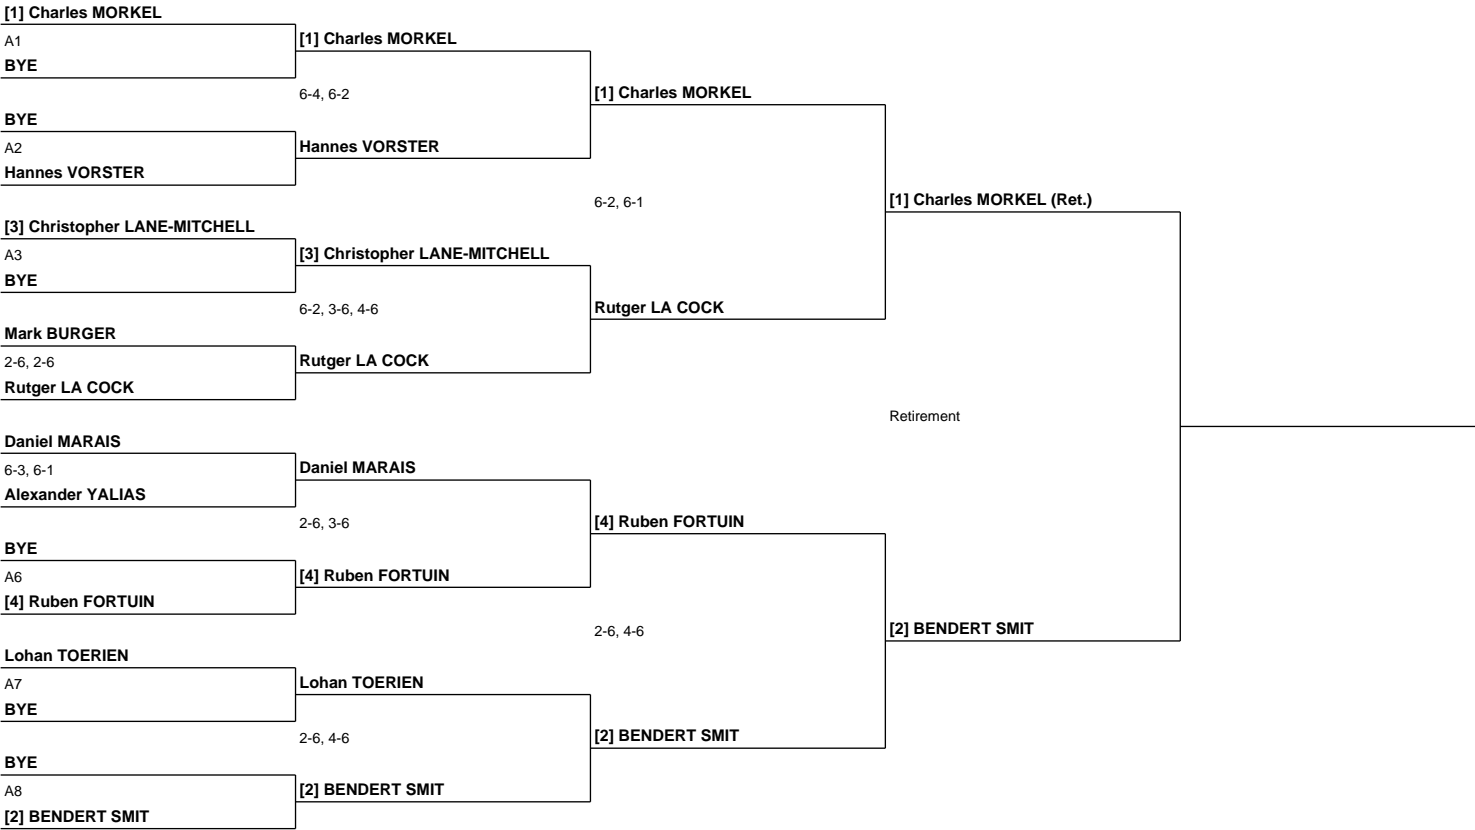 [1] Charles MORKEL
A1
BYE
BYE
A2
Hannes VORSTER
[3] Christopher LANE-MITCHELL
A3
BYE
Mark BURGER
2-6, 2-6
Rutger LA COCK
Daniel MARAIS
6-3, 6-1
Alexander YALIAS
BYE
A6
[4] Ruben FORTUIN
Lohan TOERIEN
A7
BYE
BYE
A8
[2] BENDERT SMIT
[1] Charles MORKEL
6-4, 6-2
Hannes VORSTER
[3] Christopher LANE-MITCHELL
6-2, 3-6, 4-6
Rutger LA COCK
Daniel MARAIS
2-6, 3-6
[4] Ruben FORTUIN
Lohan TOERIEN
2-6, 4-6
[2] BENDERT SMIT
[1] Charles MORKEL
6-2, 6-1
Rutger LA COCK
[4] Ruben FORTUIN
2-6, 4-6
[2] BENDERT SMIT
[1] Charles MORKEL (Ret.)
Retirement
[2] BENDERT SMIT